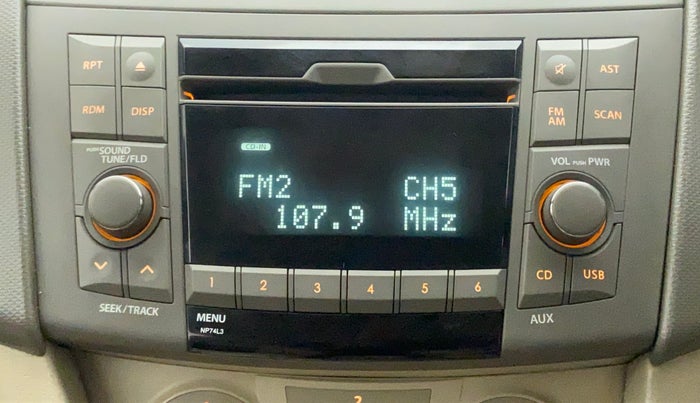 RPT
RDM
DISP
PUSH SOUND
TUNE/FLD
SEEK/TRACK
CD-IN
FM2
CH5
107.9
MHz
1
2
3
4
5
6
MENU
NP74L3
AST
FM
AM
SCAN
VOL PUSH PWR
CD
USB
AUX
2